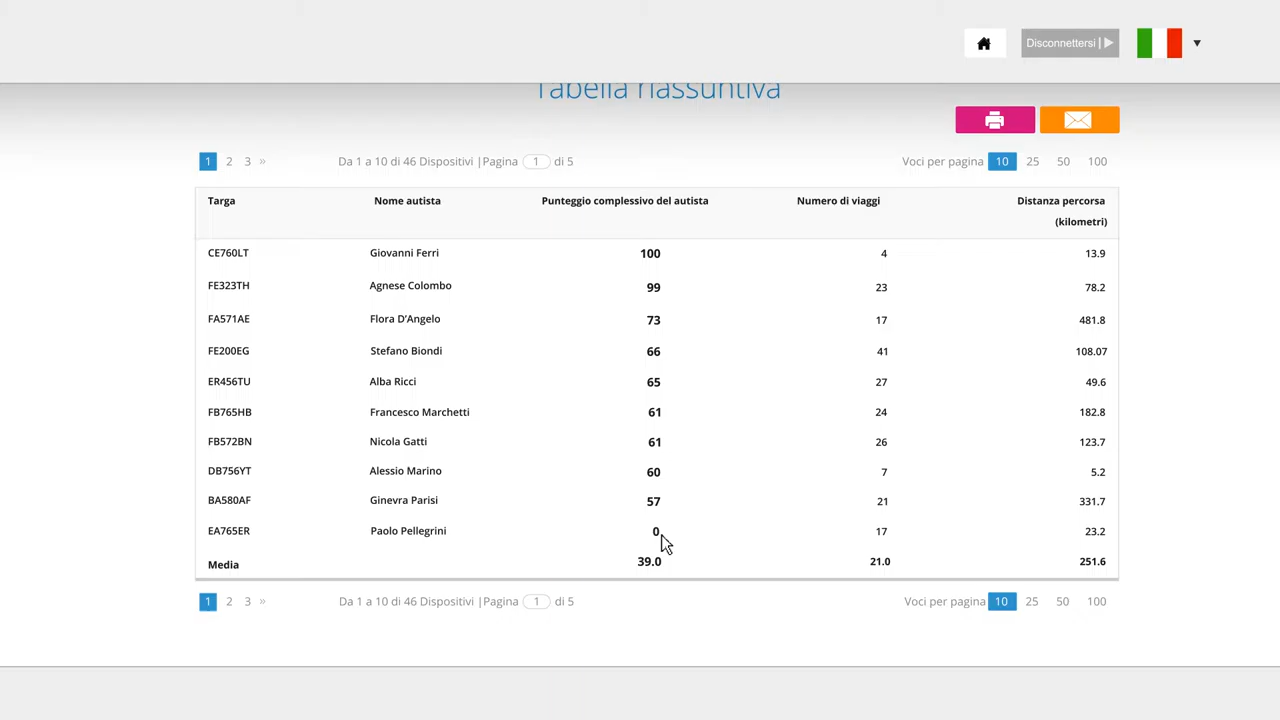 Disconnettersi |
Tabella riassuntiva
1 2 3 » Da 1 a 10 di 46 Dispositivi |Pagina 1 di 5 Voci per pagina 10 25 50 100
Targa Nome autista Punteggio complessivo del autista Numero di viaggi Distanza percorsa
(kilometri)
CE760LT Giovanni Ferri 100 4 13.9
FE323TH Agnese Colombo 99 23 78.2
FA571AE Flora D’Angelo 73 17 481.8
FE200EG Stefano Biondi 66 41 108.07
ER456TU Alba Ricci 65 27 49.6
FB765HB Francesco Marchetti 61 24 182.8
FB572BN Nicola Gatti 61 26 123.7
DB756YT Alessio Marino 60 7 5.2
BA580AF Ginevra Parisi 57 21 331.7
EA765ER Paolo Pellegrini 0 17 23.2
Media 39.0 21.0 251.6
1 2 3 » Da 1 a 10 di 46 Dispositivi |Pagina 1 di 5 Voci per pagina 10 25 50 100